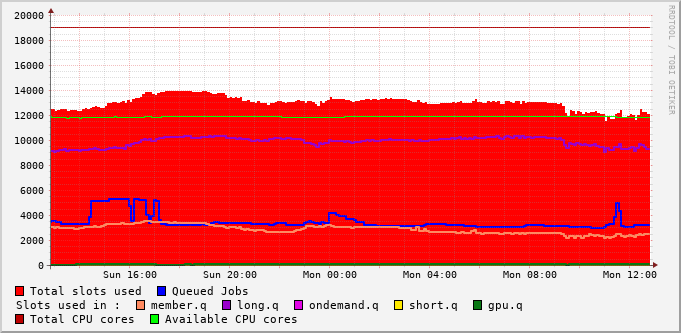 RRDTOOL / TOBI OETIKER
20000
18000
16000
14000
12000
10000
8000
6000
4000
2000
0
Sun 16:00 Sun 20:00 Mon 00:00 Mon 04:00 Mon 08:00 Mon 12:00
Total slots used Queued Jobs
Slots used in : member.q long.q ondemand.q short.q gpu.q
Total CPU cores Available CPU cores